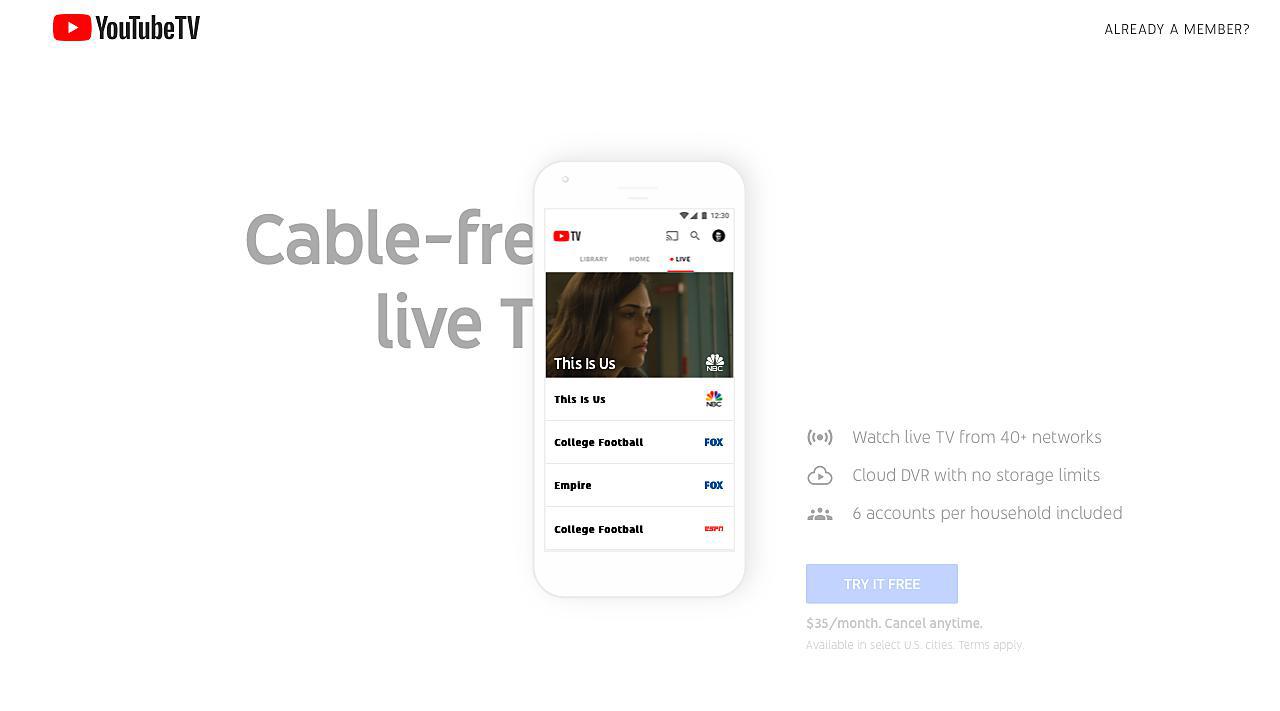 YouTubeTV
ALREADY A MEMBER?
Cable-fre
live T
12:30
TV
LIBRARY HOME LIVE
This Is Us
NBC
This Is Us NBC
College Football FOX
Empire FOX
College Football ESPN
Watch live TV from 40+ networks
Cloud DVR with no storage limits
6 accounts per household included
TRY IT FREE
$35/month. Cancel anytime.
Available in select U.S. cities. Terms apply.